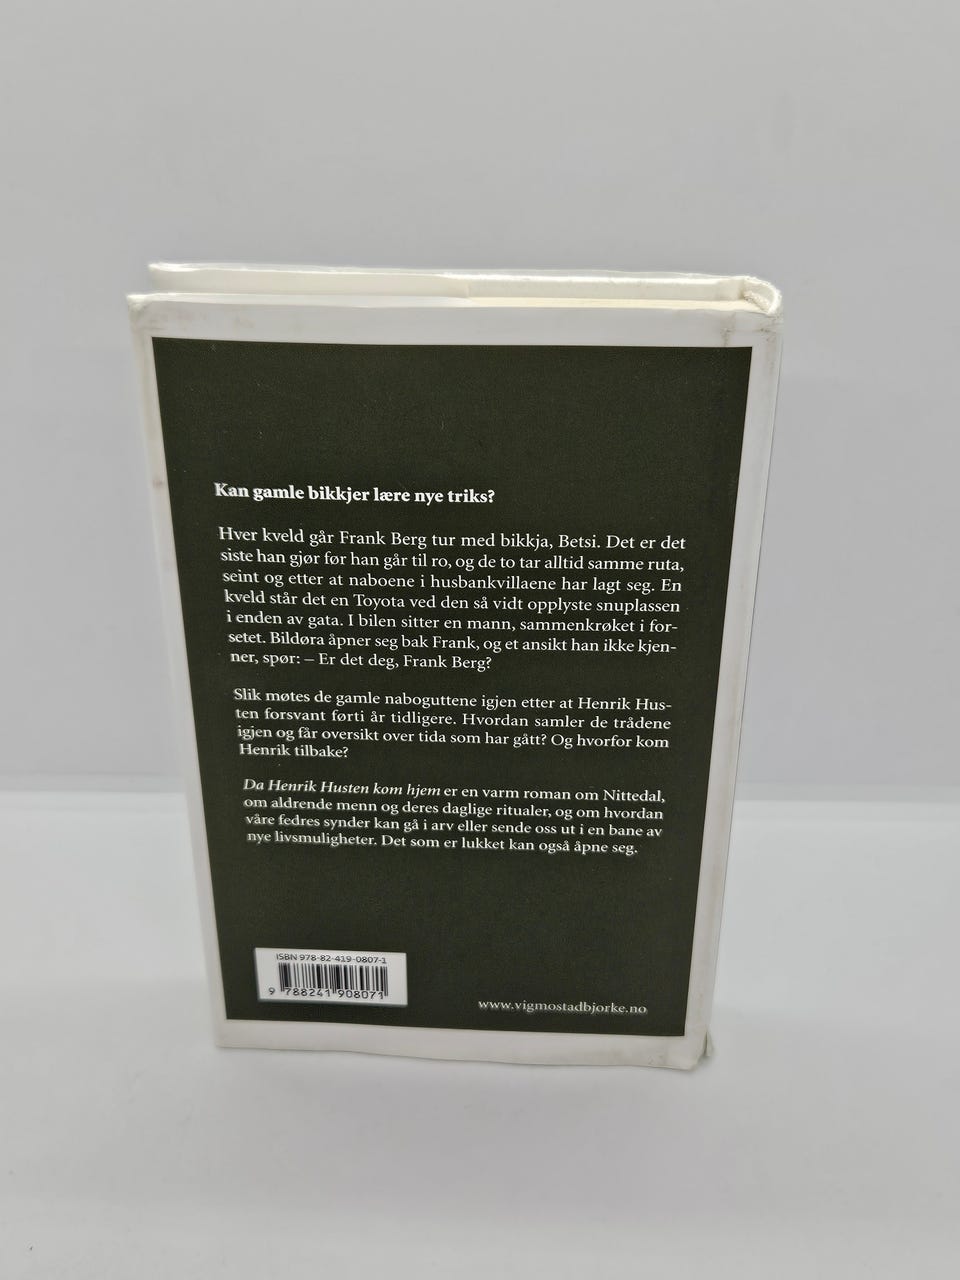 Kan gamle bikkjer lære nye triks?
Hver kveld går Frank Berg tur med bikkja, Betsi. Det er det
siste han gjør før han går til ro, og de to tar alltid samme ruta,
seint og etter at naboene i husbankvillaene har lagt seg. En
kveld står det en Toyota ved den så vidt opplyste snuplassen
i enden av gata. I bilen sitter en mann, sammenkrøket i for-
setet. Bildøra åpner seg bak Frank, og et ansikt han ikke kjen-
ner, spør: – Er det deg, Frank Berg?
Slik møtes de gamle naboguttene igjen etter at Henrik Hus-
ten forsvant førti år tidligere. Hvordan samler de trådene
igjen og får oversikt over tida som har gått? Og hvorfor kom
Henrik tilbake?
Da Henrik Husten kom hjem er en varm roman om Nittedal,
om aldrende menn og deres daglige ritualer, og om hvordan
våre fedres synder kan gå i arv eller sende oss ut i en bane av
nye livsmuligheter. Det som er lukket kan også åpne seg.
ISBN 978-82-419-0807-1
9 788241 908071
www.vigmostadbjorke.no